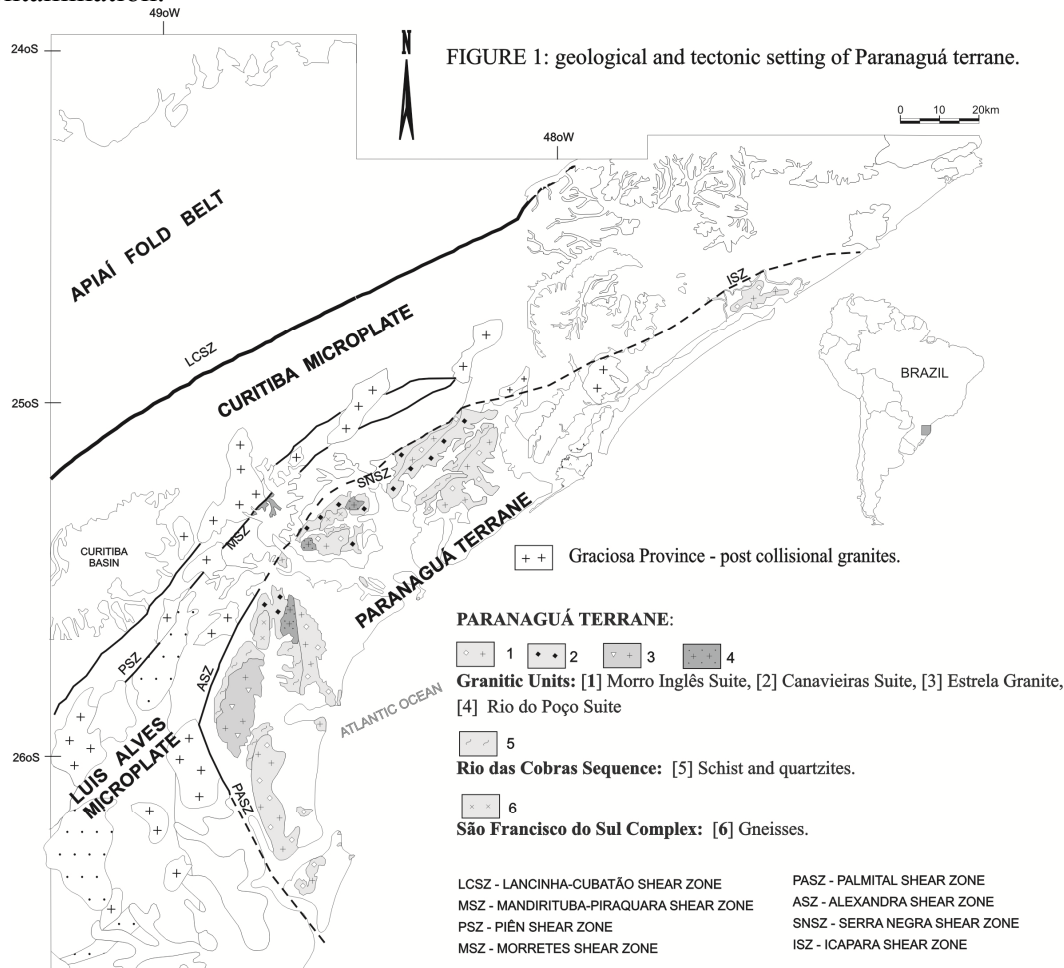 49oW
24oS
N
FIGURE 1: geological and tectonic setting of Paranaguá terrane.
0 10 20km
48oW
APIAÍ FOLD BELT
ISZ
LCSZ
CURITIBA MICROPLATE
BRAZIL
25oS
SNSZ
MSZ
PARANAGUÁ TERRANE
CURITIBA
BASIN
+ + Graciosa Province - post collisional granites.
PSZ
ASZ
PARANAGUÁ TERRANE:
1 2 3 4
Granitic Units: [1] Morro Inglês Suite, [2] Canavieiras Suite, [3] Estrela Granite,
[4] Rio do Poço Suite
ATLANTIC OCEAN
5
26oS
LUIS ALVES
MICROPLATE
Rio das Cobras Sequence: [5] Schist and quartzites.
PASZ
6
São Francisco do Sul Complex: [6] Gneisses.
LCSZ - LANCINHA-CUBATÃO SHEAR ZONE
MSZ - MANDIRITUBA-PIRAQUARA SHEAR ZONE
PSZ - PIÊN SHEAR ZONE
MSZ - MORRETES SHEAR ZONE
PASZ - PALMITAL SHEAR ZONE
ASZ - ALEXANDRA SHEAR ZONE
SNSZ - SERRA NEGRA SHEAR ZONE
ISZ - ICAPARA SHEAR ZONE